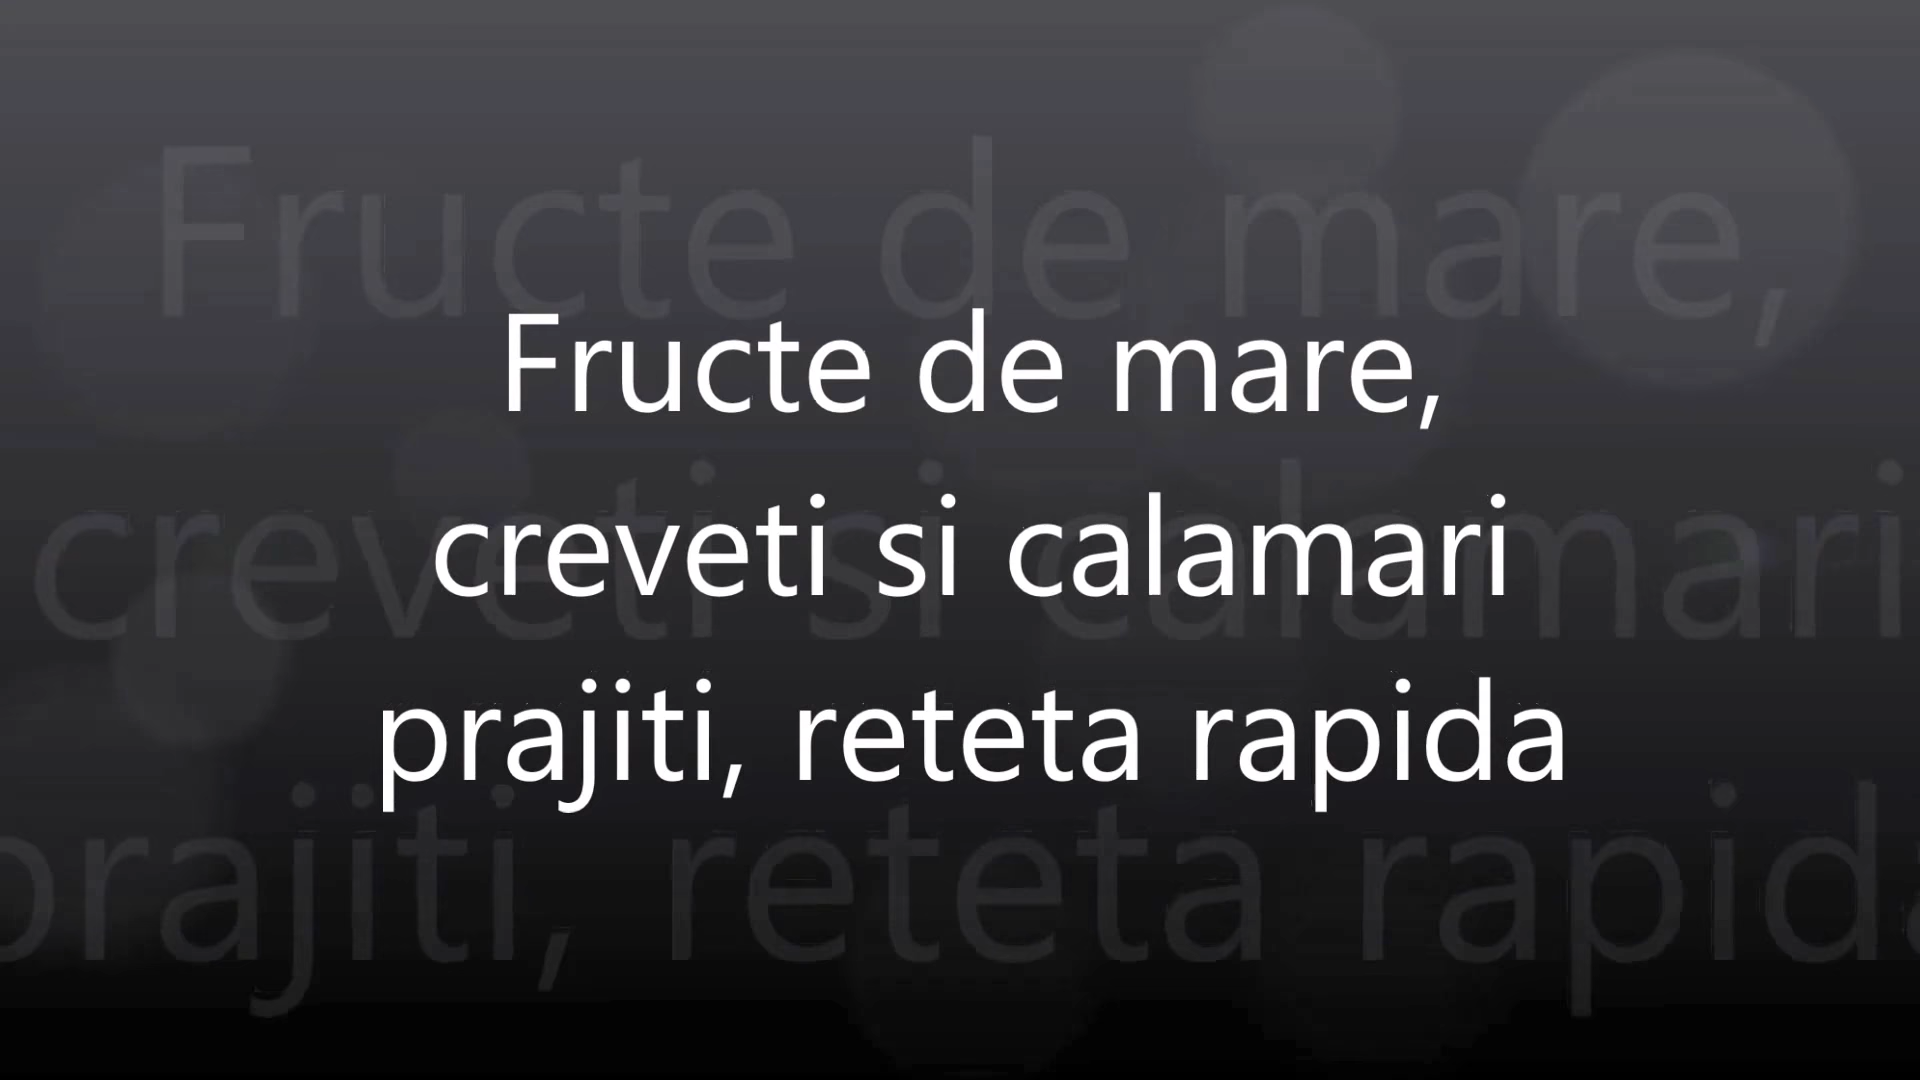 Fructe de mare,
creveti si calamari
prajiti, reteta rapida